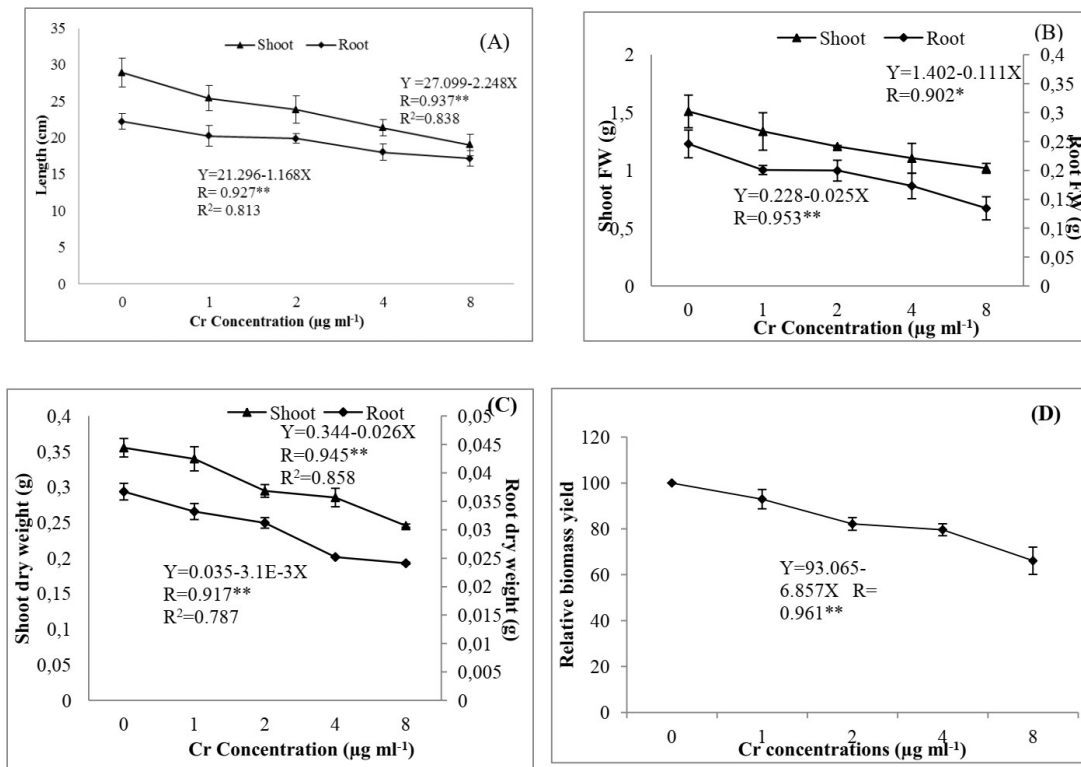 (A)
Shoot Root
35
30
25
20
15
10
5
0
Length (cm)
Y =27.099-2.248X
R=0.937**
R²=0.838
Y=21.296-1.168X
R= 0.927**
R²= 0.813
0 1 2 4 8
Cr Concentration (µg ml⁻¹)
(B)
Shoot Root
2
1,5
1
0,5
0
Shoot FW (g)
Y=1.402-0.111X
R=0.902*
Y=0.228-0.025X
R=0.953**
0,4
0,35
0,3
0,25
0,2
0,15
0,1
0,05
0
Root FW (g)
0 1 2 4 8
Cr Concentration (µg ml⁻¹)
(C)
Shoot Root
0,4
0,35
0,3
0,25
0,2
0,15
0,1
0,05
0
Shoot dry weight (g)
Y=0.344-0.026X
R=0.945**
R²=0.858
Y=0.035-3.1E-3X
R=0.917**
R²=0.787
0,05
0,045
0,04
0,035
0,03
0,025
0,02
0,015
0,01
0,005
0
Root dry weight (g)
0 1 2 4 8
Cr Concentration (µg ml⁻¹)
(D)
120
100
80
60
40
20
0
Relative biomass yield
Y=93.065-
6.857X R=
0.961**
0 1 2 4 8
Cr concentrations (µg ml⁻¹)